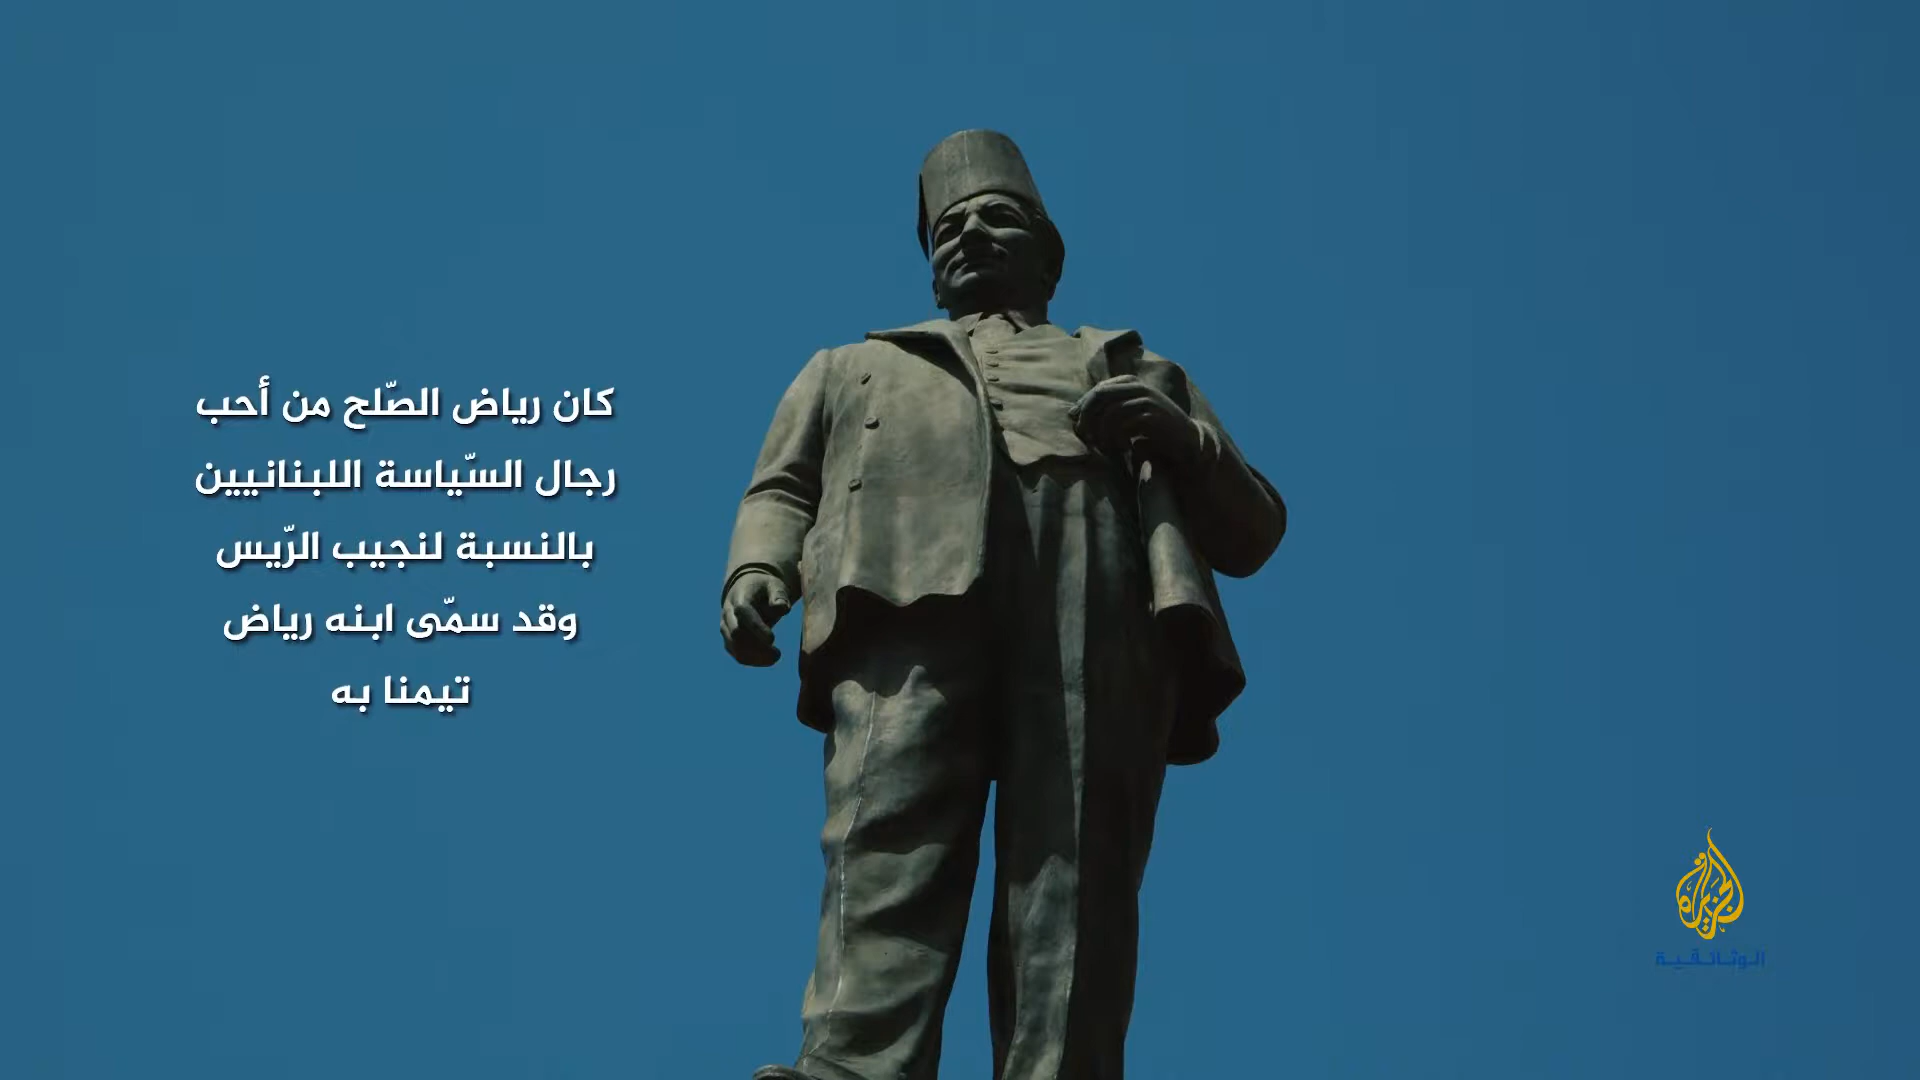 كان رياض الصّلح من أحب
رجال السّياسة اللبنانيين
بالنسبة لنجيب الرّيس
وقد سمّى ابنه رياض
تيمنا به
الجزيرة
الوثائقية